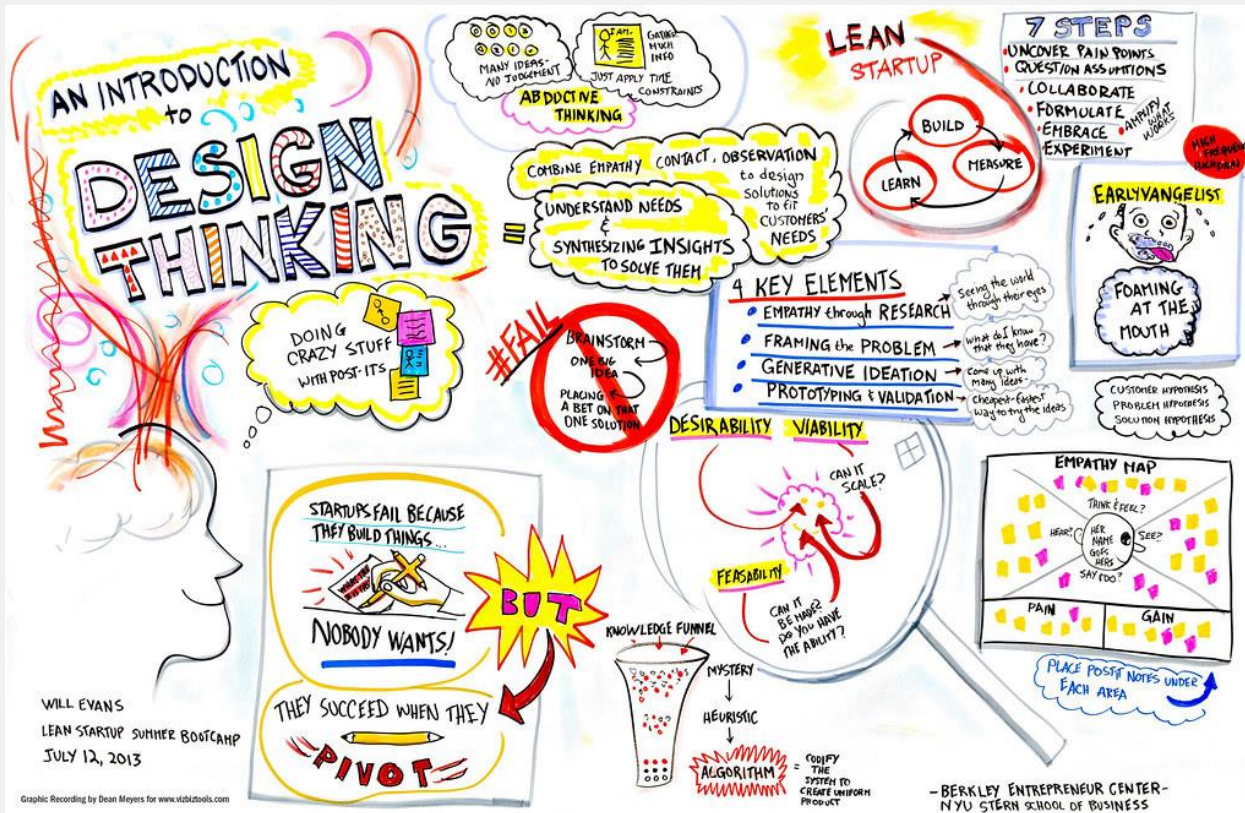 AN INTRODUCTION
to
DESIGN
THINKING
DOING
CRAZY STUFF
WITH POST-ITS
MANY IDEAS-
NO JUDGEMENT
I AM.
GATHER
MUCH
INFO
JUST APPLY TIME
CONSTRAINTS
ABDUCTIVE
THINKING
=
COMBINE EMPATHY CONTACT, OBSERVATION
to design
SOLUTIONS
to FIT
CUSTOMERS'
NEEDS
UNDERSTAND NEEDS
&
SYNTHESIZING INSIGHTS
TO SOLVE THEM
LEAN
STARTUP
BUILD
MEASURE
LEARN
7 STEPS
UNCOVER PAIN POINTS
QUESTION ASSUMPTIONS
COLLABORATE
FORMULATE
EMBRACE
EXPERIMENT
AMPLIFY
WHAT
WORKS
HIGH
EARLYVANGELIST
FOAMING
AT THE
MOUTH
CUSTOMER HYPOTHESIS
PROBLEM HYPOTHESIS
SOLUTION HYPOTHESIS
4 KEY ELEMENTS
EMPATHY through RESEARCH
Seeing the world
through their eyes
FRAMING the PROBLEM
What do I know
that they have?
GENERATIVE IDEATION
Come up with
Many ideas
PROTOTYPING & VALIDATION
Cheapest-fastest
way to try the ideas
#FAIL
BRAINSTORM
ONE BIG
IDEA
PLACING
A BET ON THAT
ONE SOLUTION
DESIRABILITY VIABILITY
CAN IT
SCALE?
FEASABILITY
CAN IT
BE MADE?
DO YOU HAVE
THE ABILITY?
EMPATHY MAP
THINK & FEEL?
HEAR?
HER
NAME
GOES
HERE
SEE?
SAY & DO?
PAIN
GAIN
PLACE POSTIT NOTES UNDER
EACH AREA
STARTUPS FAIL BECAUSE
THEY BUILD THINGS...
NOBODY WANTS!
BUT
THEY SUCCEED WHEN THEY
PIVOT
KNOWLEDGE FUNNEL
MYSTERY
HEURISTIC
ALGORITHM
= CODIFY
THE
SYSTEM TO
CREATE UNIFORM
PRODUCT
WILL EVANS
LEAN STARTUP SUMMER BOOTCAMP
JULY 12, 2013
Graphic Recording by Dean Meyers for www.vizbiztools.com
-BERKLEY ENTREPRENEUR CENTER-
NYU STERN SCHOOL OF BUSINESS